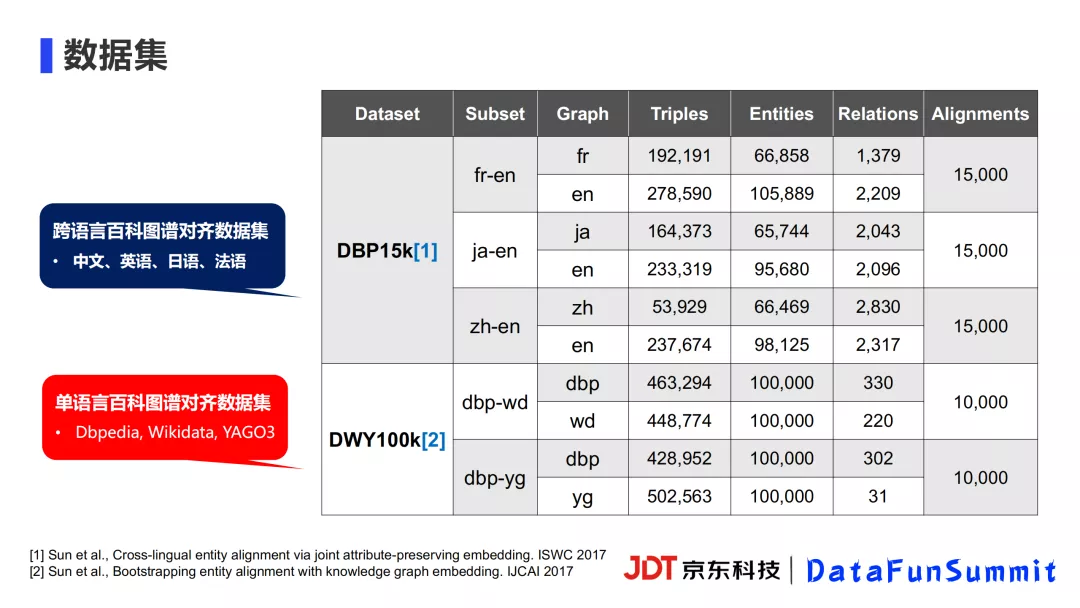 数据集
Dataset Subset Graph Triples Entities Relations Alignments
DBP15k[1] fr-en fr 192,191 66,858 1,379 15,000
en 278,590 105,889 2,209
ja-en ja 164,373 65,744 2,043 15,000
en 233,319 95,680 2,096
zh-en zh 53,929 66,469 2,830 15,000
en 237,674 98,125 2,317
DWY100k[2] dbp-wd dbp 463,294 100,000 330 10,000
wd 448,774 100,000 220
dbp-yg dbp 428,952 100,000 302 10,000
yg 502,563 100,000 31
跨语言百科图谱对齐数据集
• 中文、英语、日语、法语
单语言百科图谱对齐数据集
• Dbpedia, Wikidata, YAGO3
[1] Sun et al., Cross-lingual entity alignment via joint attribute-preserving embedding. ISWC 2017
[2] Sun et al., Bootstrapping entity alignment with knowledge graph embedding. IJCAI 2017
JDT 京东科技 | DataFunSummit